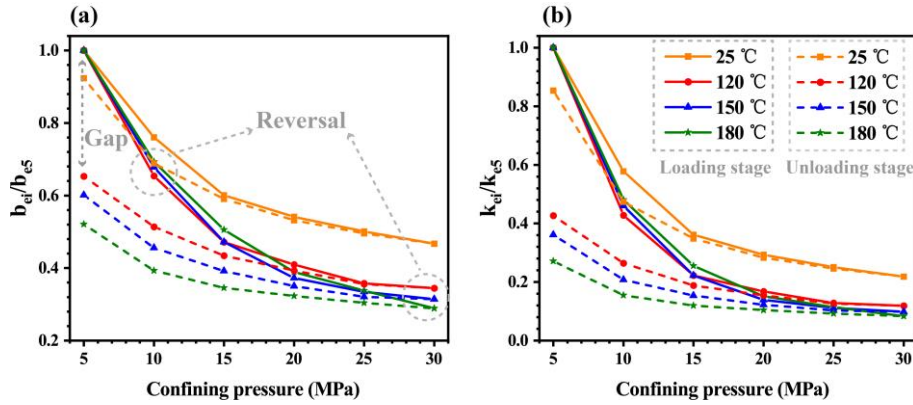 (a)
b_ei/b_e5
1.0
0.8
0.6
0.4
0.2
Gap
Reversal
5 10 15 20 25 30
Confining pressure (MPa)
(b)
k_ei/k_e5
1.0
0.8
0.6
0.4
0.2
0.0
25 ℃
120 ℃
150 ℃
180 ℃
Loading stage
25 ℃
120 ℃
150 ℃
180 ℃
Unloading stage
5 10 15 20 25 30
Confining pressure (MPa)